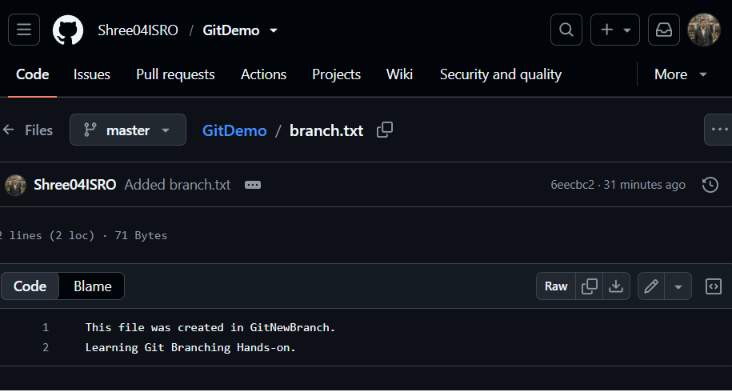 Shree04ISRO / GitDemo
Code Issues Pull requests Actions Projects Wiki Security and quality More
Files master GitDemo / branch.txt
Shree04ISRO Added branch.txt 6eecbc2 · 31 minutes ago
2 lines (2 loc) · 71 Bytes
Code Blame Raw
1 This file was created in GitNewBranch.
2 Learning Git Branching Hands-on.